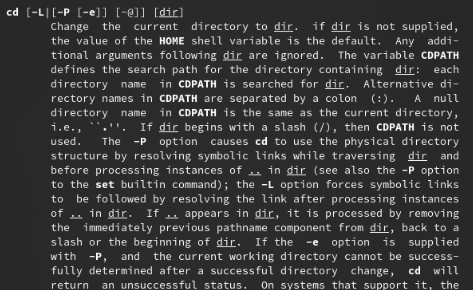 cd [-L|[-P [-e]] [-@]] [dir]
Change the current directory to dir. if dir is not supplied,
the value of the HOME shell variable is the default. Any addi-
tional arguments following dir are ignored. The variable CDPATH
defines the search path for the directory containing dir: each
directory name in CDPATH is searched for dir. Alternative di-
rectory names in CDPATH are separated by a colon (:). A null
directory name in CDPATH is the same as the current directory,
i.e., ``.''. If dir begins with a slash (/), then CDPATH is not
used. The -P option causes cd to use the physical directory
structure by resolving symbolic links while traversing dir and
before processing instances of .. in dir (see also the -P option
to the set builtin command); the -L option forces symbolic links
to be followed by resolving the link after processing instances
of .. in dir. If .. appears in dir, it is processed by removing
the immediately previous pathname component from dir, back to a
slash or the beginning of dir. If the -e option is supplied
with -P, and the current working directory cannot be success-
fully determined after a successful directory change, cd will
return an unsuccessful status. On systems that support it, the